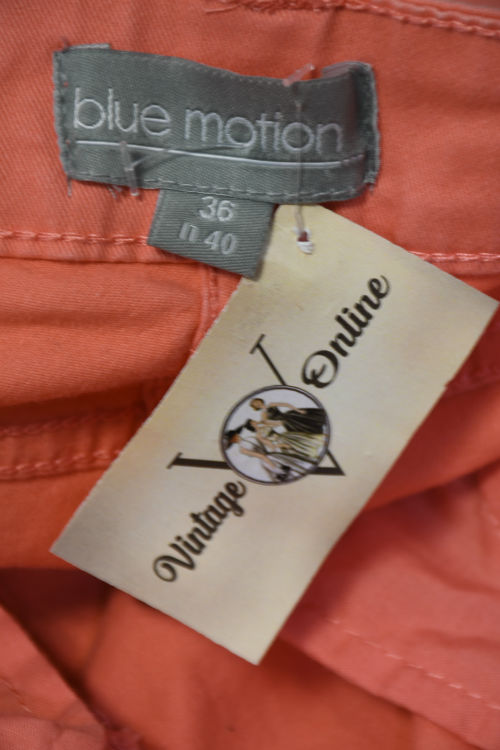 blue motion
36
n 40
Vintage
V
Online